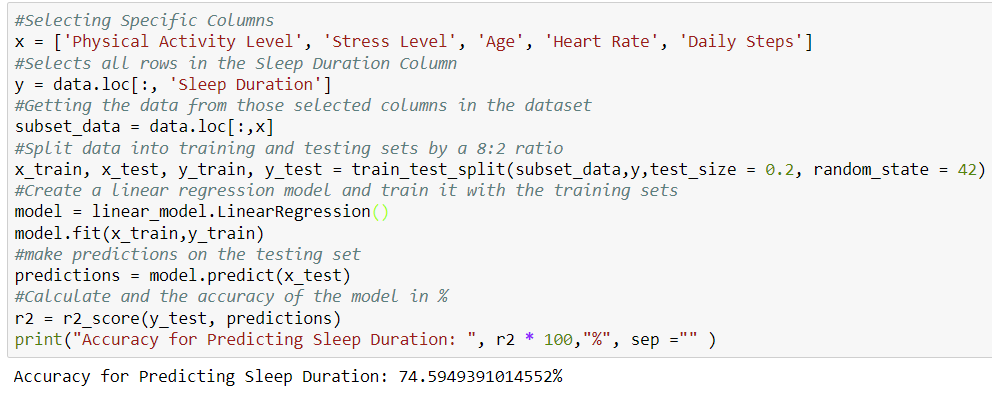 #Selecting Specific Columns
x = ['Physical Activity Level', 'Stress Level', 'Age', 'Heart Rate', 'Daily Steps']
#Selects all rows in the Sleep Duration Column
y = data.loc[:, 'Sleep Duration']
#Getting the data from those selected columns in the dataset
subset_data = data.loc[:,x]
#Split data into training and testing sets by a 8:2 ratio
x_train, x_test, y_train, y_test = train_test_split(subset_data,y,test_size = 0.2, random_state = 42)
#Create a linear regression model and train it with the training sets
model = linear_model.LinearRegression()
model.fit(x_train,y_train)
#make predictions on the testing set
predictions = model.predict(x_test)
#Calculate and the accuracy of the model in %
r2 = r2_score(y_test, predictions)
print("Accuracy for Predicting Sleep Duration: ", r2 * 100,"%", sep ="" )
Accuracy for Predicting Sleep Duration: 74.5949391014552%